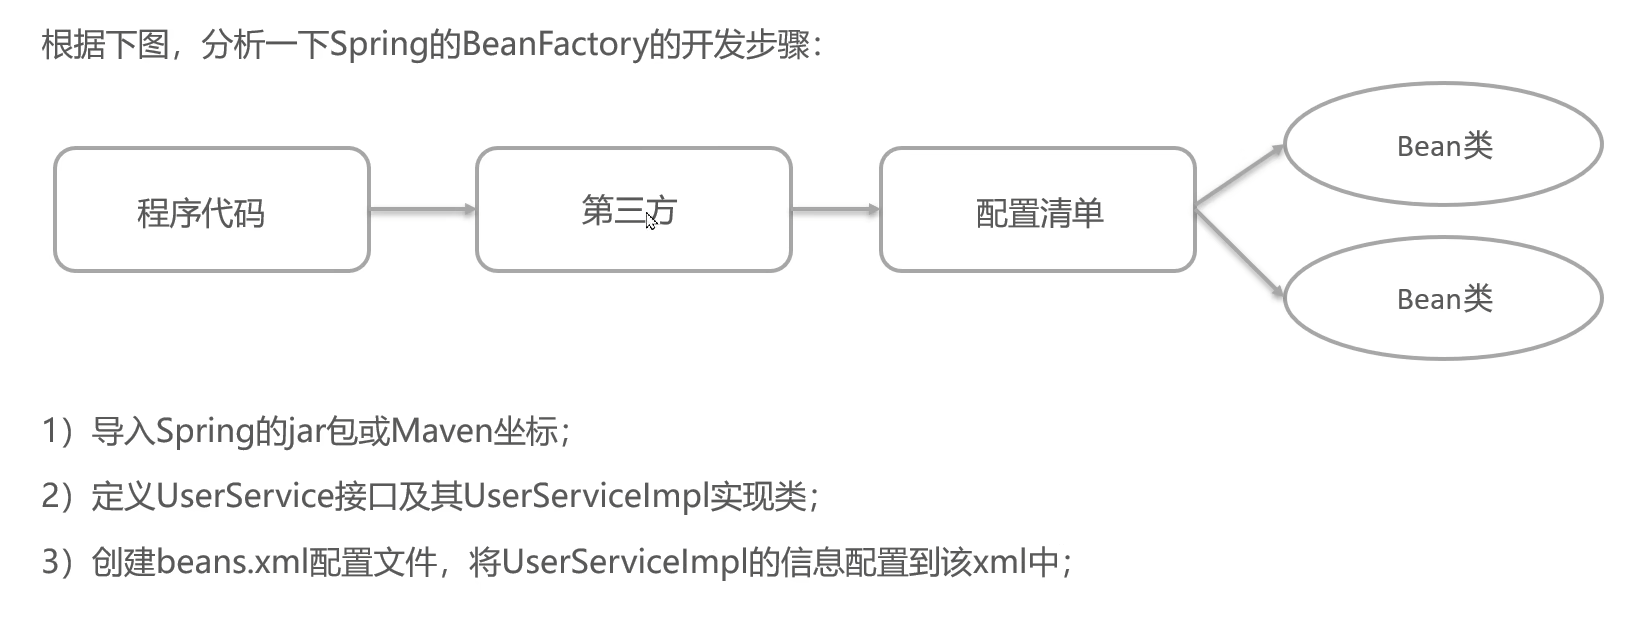 根据下图，分析一下Spring的BeanFactory的开发步骤：
程序代码
第三方
配置清单
Bean类
Bean类
1）导入Spring的jar包或Maven坐标；
2）定义UserService接口及其UserServiceImpl实现类；
3）创建beans.xml配置文件，将UserServiceImpl的信息配置到该xml中；